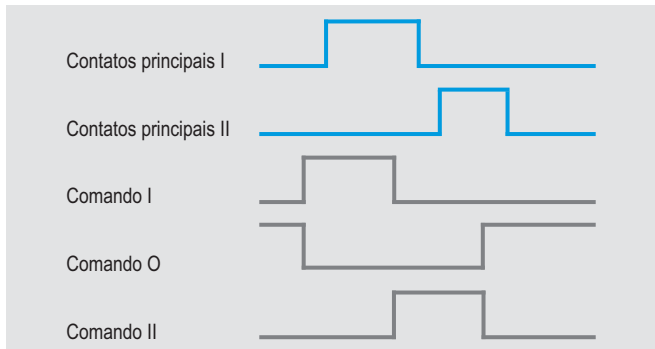 Contatos principais I
Contatos principais II
Comando I
Comando O
Comando II